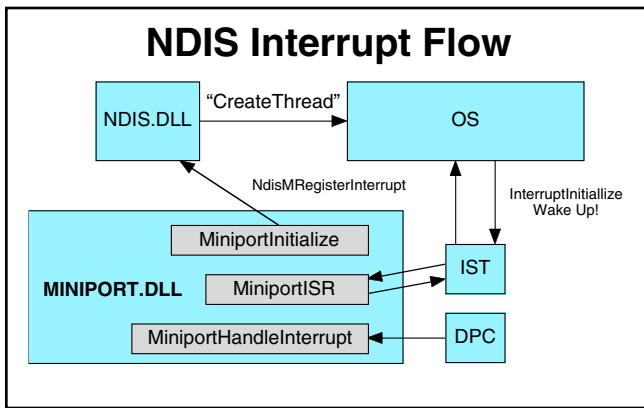 NDIS Interrupt Flow
“CreateThread”
NDIS.DLL
OS
NdisMRegisterInterrupt
InterruptInitiallize
Wake Up!
MiniportInitialize
IST
MINIPORT.DLL
MiniportISR
MiniportHandleInterrupt
DPC